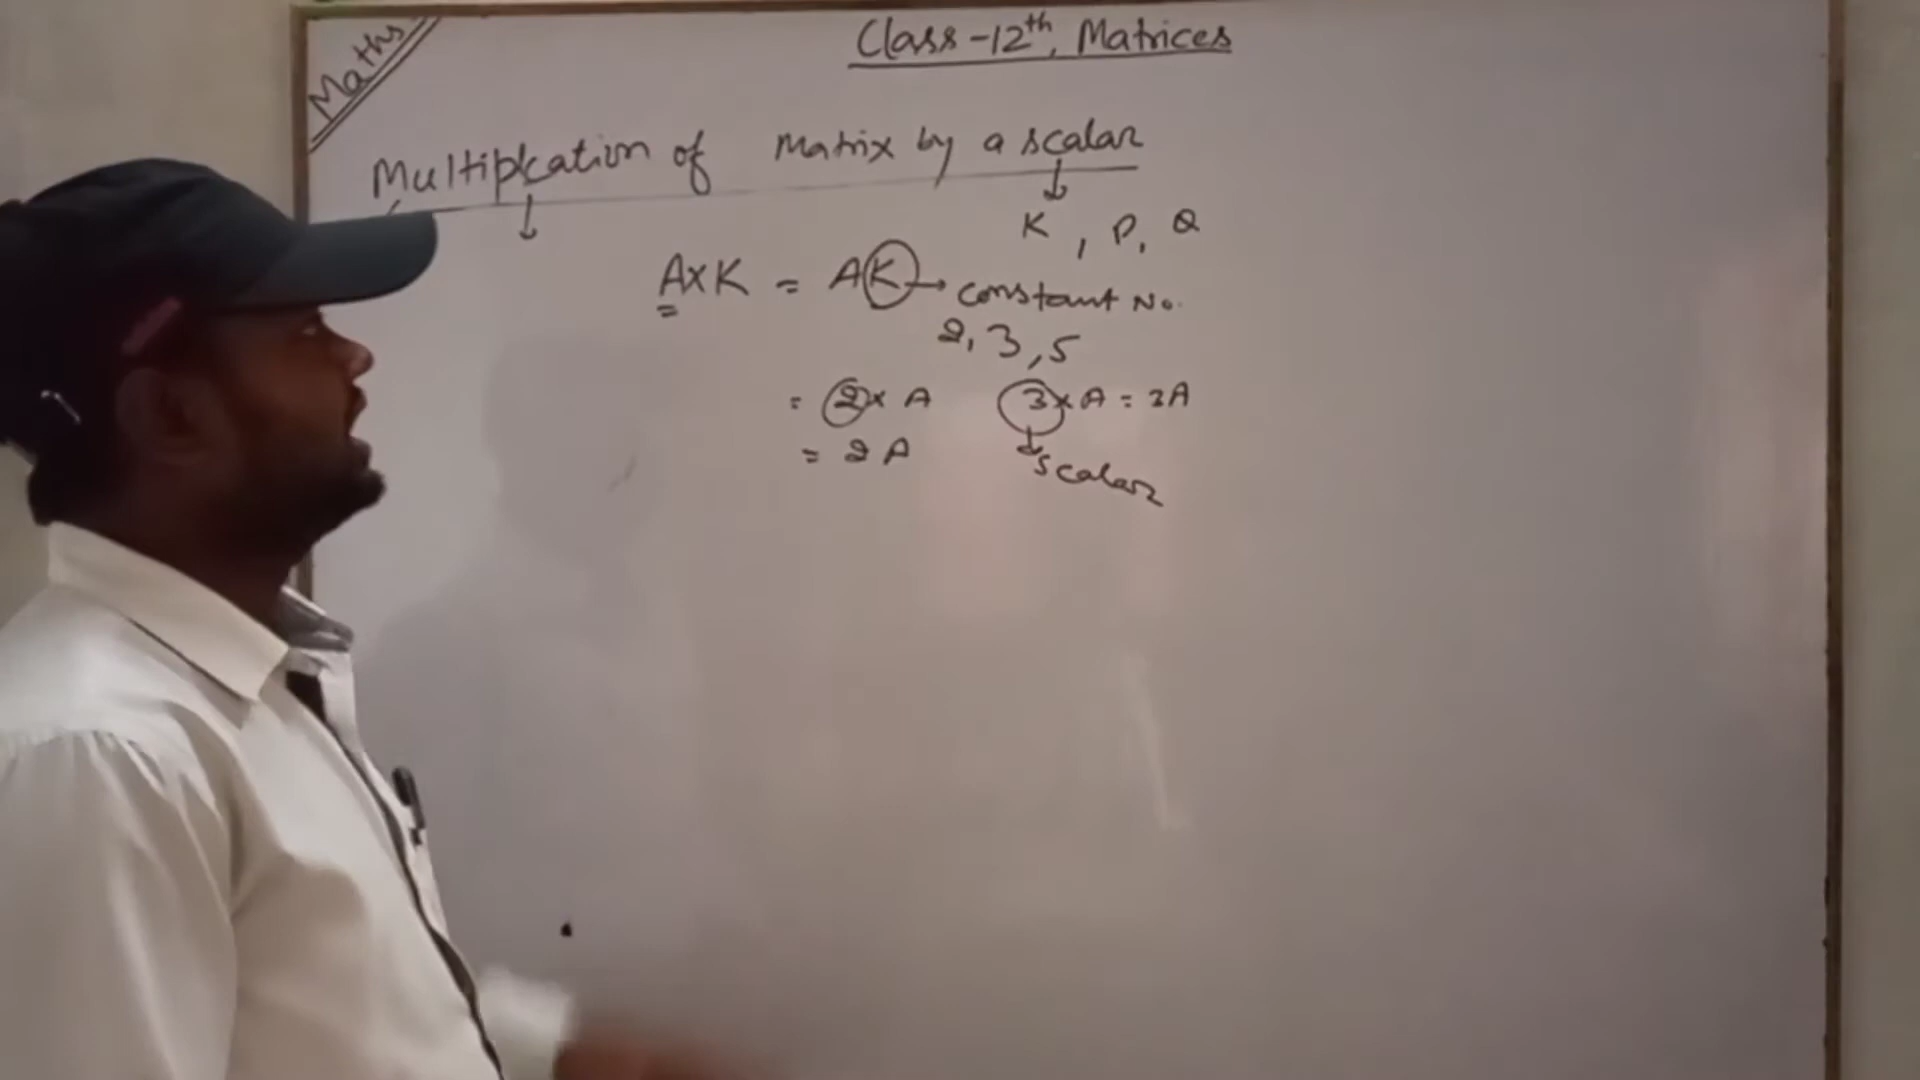 Maths
Class-12th, Matrices
Multiplcation of Matrix by a scalar
K, P, Q
A×K = AK → constant No.
2, 3, 5
= 2× A 3×A = 3A
= 2A scalar